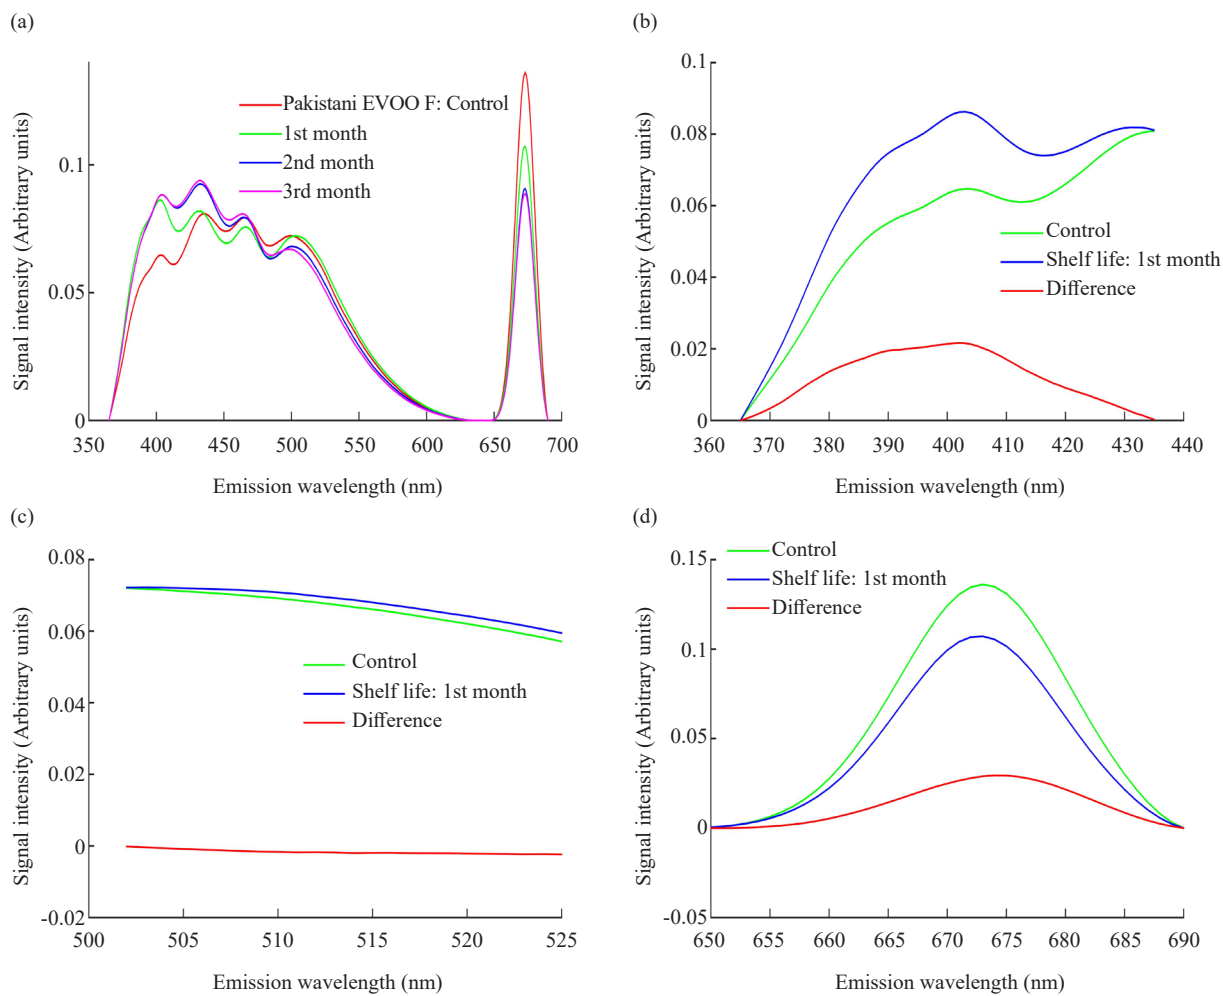 (a)
Signal intensity (Arbitrary units)
0.1
0.05
0
Pakistani EVOO F: Control
1st month
2nd month
3rd month
350 400 450 500 550 600 650 700
Emission wavelength (nm)
(b)
Signal intensity (Arbitrary units)
0.1
0.08
0.06
0.04
0.02
0
Control
Shelf life: 1st month
Difference
360 370 380 390 400 410 420 430 440
Emission wavelength (nm)
(c)
Signal intensity (Arbitrary units)
0.08
0.06
0.04
0.02
0
-0.02
Control
Shelf life: 1st month
Difference
500 505 510 515 520 525
Emission wavelength (nm)
(d)
Signal intensity (Arbitrary units)
0.15
0.1
0.05
0
-0.05
Control
Shelf life: 1st month
Difference
650 655 660 665 670 675 680 685 690
Emission wavelength (nm)